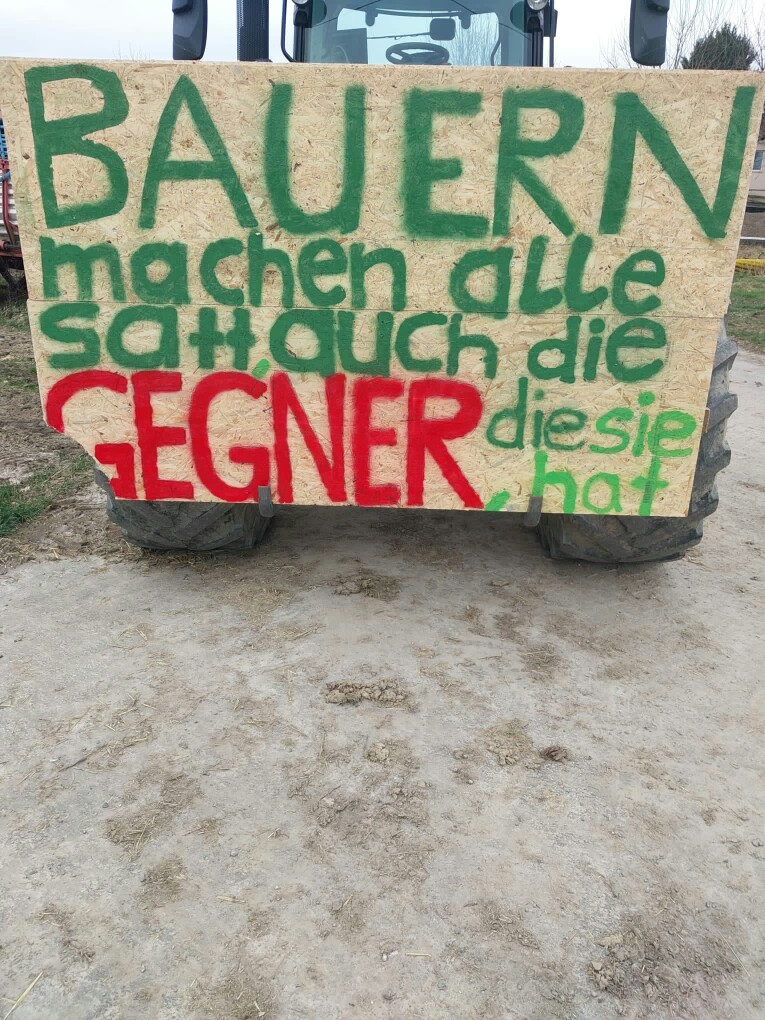 BAUERN
machen alle
satt auch die
GEGNER die sie
hat